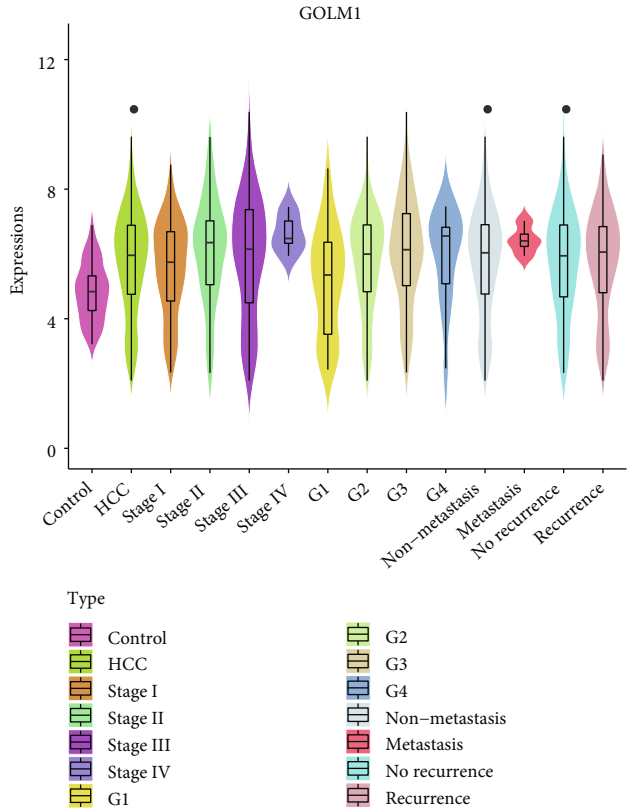 GOLM1
Expressions
12
8
4
0
Control
HCC
Stage I
Stage II
Stage III
Stage IV
G1
G2
G3
G4
Non−metastasis
Metastasis
No recurrence
Recurrence
Type
Control
HCC
Stage I
Stage II
Stage III
Stage IV
G1
G2
G3
G4
Non−metastasis
Metastasis
No recurrence
Recurrence